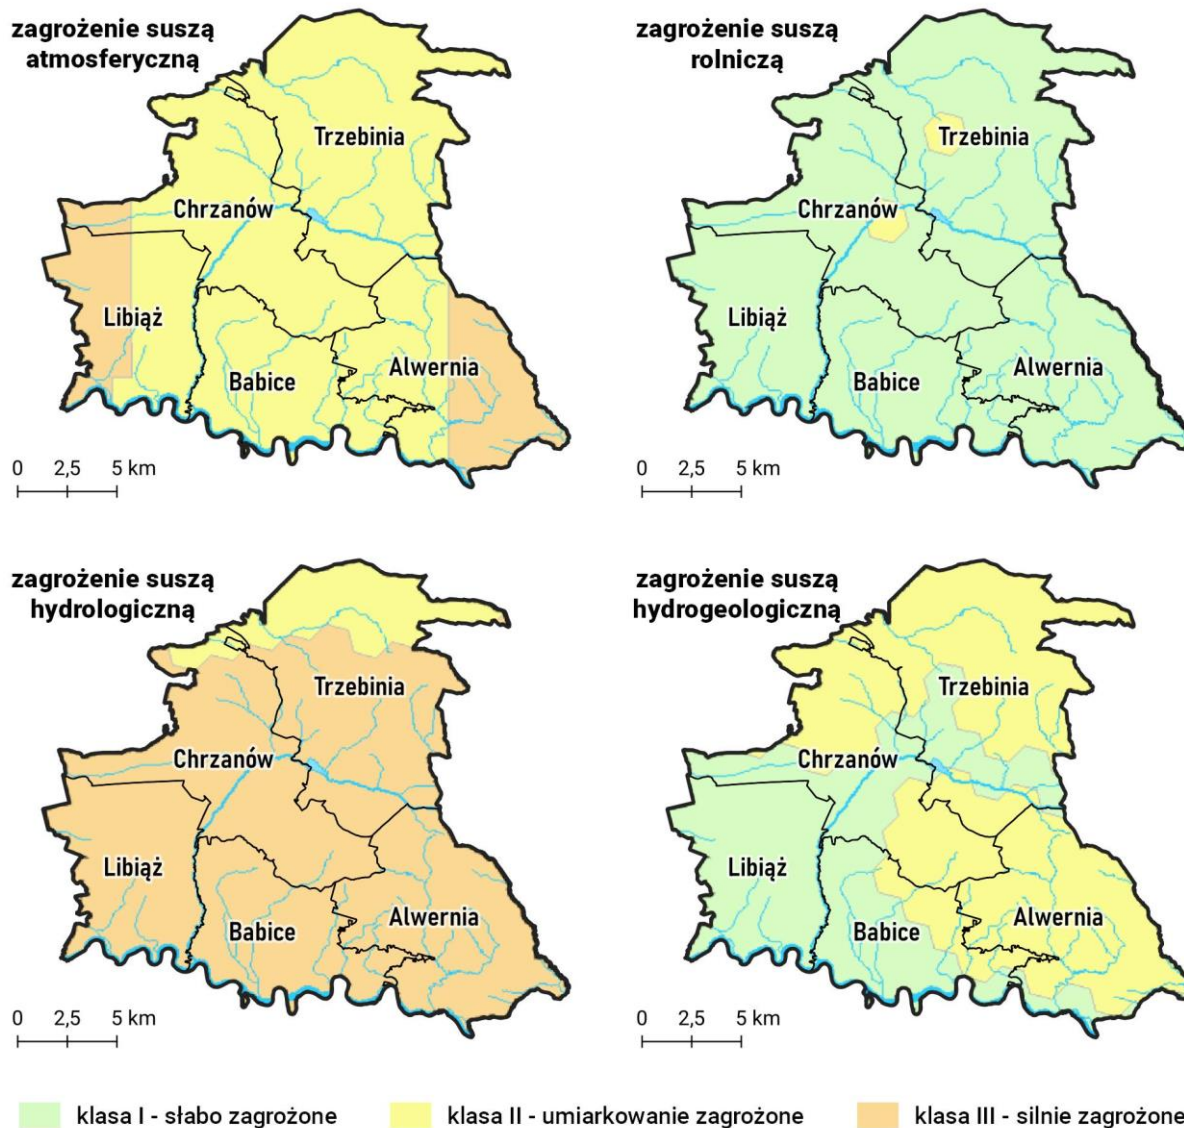 zagrożenie suszą
atmosferyczną
Trzebinia
Chrzanów
Libiąż
Babice
Alwernia
0 2,5 5 km
zagrożenie suszą
rolniczą
Trzebinia
Chrzanów
Libiąż
Babice
Alwernia
0 2,5 5 km
zagrożenie suszą
hydrologiczną
Trzebinia
Chrzanów
Libiąż
Babice
Alwernia
0 2,5 5 km
zagrożenie suszą
hydrogeologiczną
Trzebinia
Chrzanów
Libiąż
Babice
Alwernia
0 2,5 5 km
klasa I - słabo zagrożone
klasa II - umiarkowanie zagrożone
klasa III - silnie zagrożone